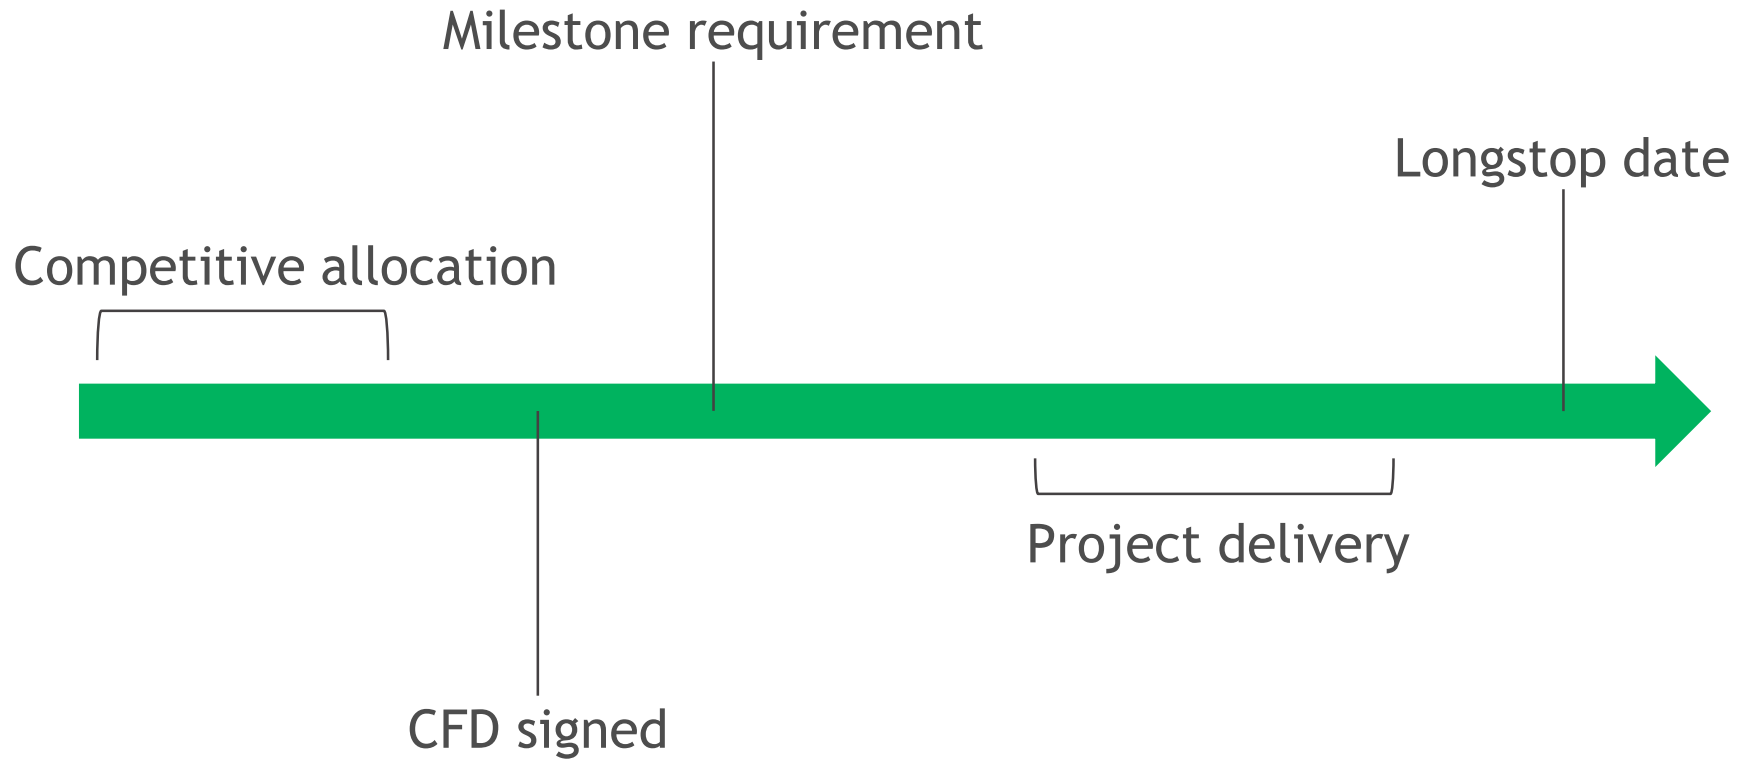 Milestone requirement
Longstop date
Competitive allocation
Project delivery
CFD signed